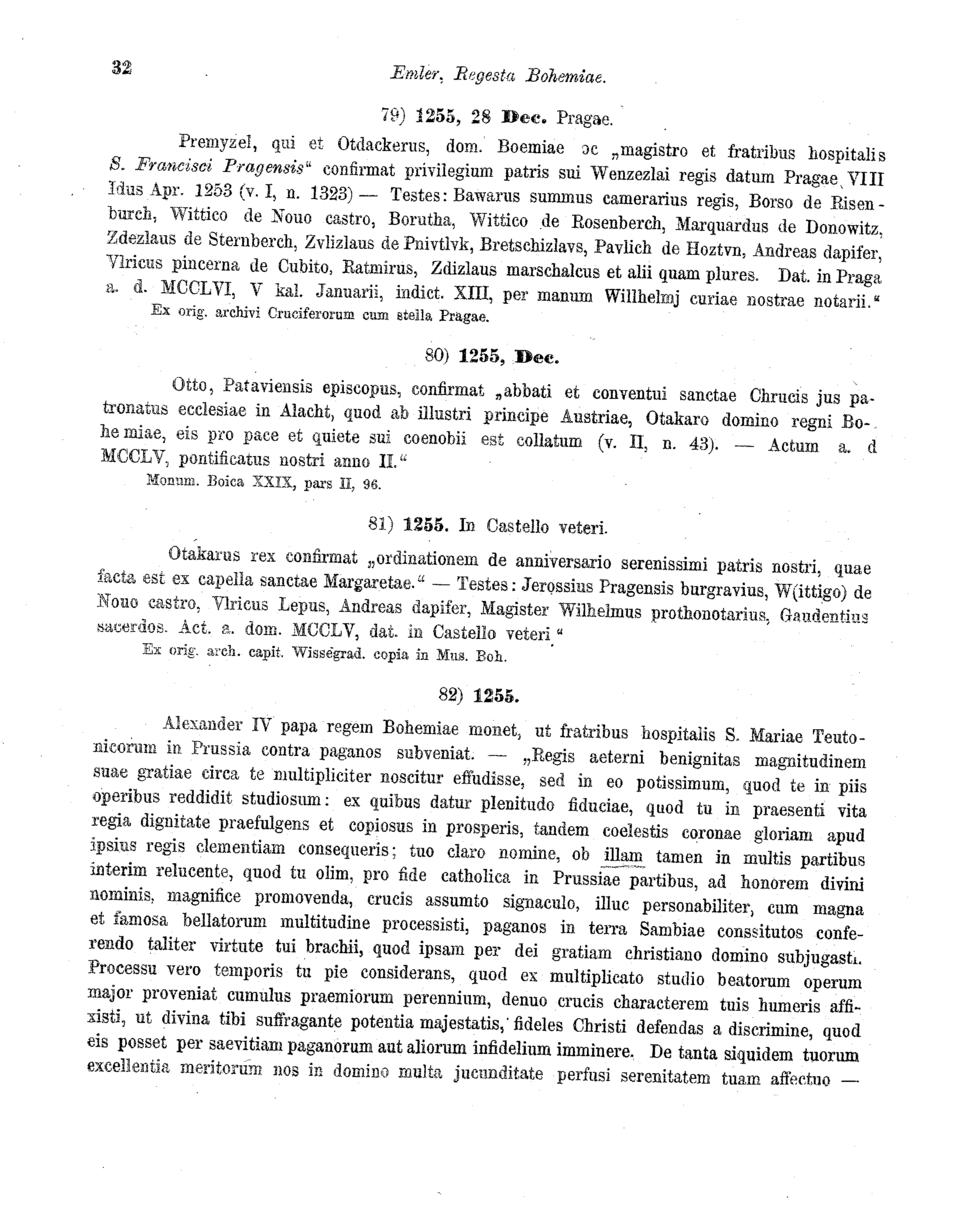 32
Emler, Regesta Bohemiae.
79) 1255, 28 Dec. Pragae.
Premyzel, qui et Otdackerus, dom. Boemiae oc „magistro et fratribus hospitalis
S. Francisci Pragensis“ confirmat privilegium patris sui Wenzezlai regis datum Pragae VIII
Idus Apr. 1253 (v. I, n. 1323) — Testes: Bawarus summus camerarius regis, Borso de Risen-
burch, Wittico de Nouo castro, Borutha, Wittico de Rosenberch, Marquardus de Donowitz,
Zdezlaus de Sternberch, Zvlizlaus de Pnivtlvk, Bretschizlavs, Pavlich de Hoztvn, Andreas dapifer,
Vlricus pincerna de Cubito, Ratmirus, Zdizlaus marschalcus et alii quam plures. Dat. in Praga
a. d. MCCLVI, V kal. Januarii, indict. XIII, per manum Willhelmj curiae nostrae notarii.“
Ex orig. archivi Cruciferorum cum stella Pragae.
80) 1255, Dec.
Otto, Pataviensis episcopus, confirmat „abbati et conventui sanctae Chrucis jus pa-
tronatus ecclesiae in Alacht, quod ab illustri principe Austriae, Otakaro domino regni Bo-
hemiae, eis pro pace et quiete sui coenobii est collatum (v. II, n. 43). — Actum a. d
MCCLV, pontificatus nostri anno II.“
Monum. Boica XXIX, pars II, 96.
81) 1255. In Castello veteri.
Otakarus rex confirmat „ordinationem de anniversario serenissimi patris nostri, quae
facta est ex capella sanctae Margaretae.“ — Testes: Jerossius Pragensis burgravius, W(ittigo) de
Nouo castro, Vlricus Lepus, Andreas dapifer, Magister Wilhelmus prothonotarius, Gaudentius
sacerdos. Act. a. dom. MCCLV, dat. in Castello veteri.“
Ex orig. arch. capit. Wissegrad. copia in Mus. Boh.
82) 1255.
Alexander IV papa regem Bohemiae monet, ut fratribus hospitalis S. Mariae Teuto-
nicorum in Prussia contra paganos subveniat. — „Regis aeterni benignitas magnitudinem
suae gratiae circa te multipliciter noscitur effudisse, sed in eo potissimum, quod te in piis
operibus reddidit studiosum: ex quibus datur plenitudo fiduciae, quod tu in praesenti vita
regia dignitate praefulgens et copiosus in prosperis, tandem coelestis coronae gloriam apud
ipsius regis clementiam consequeris; tuo claro nomine, ob illam tamen in multis partibus
interim relucente, quod tu olim, pro fide catholica in Prussiae partibus, ad honorem divini
nominis, magnifice promovenda, crucis assumto signaculo, illuc personabiliter, cum magna
et famosa bellatorum multitudine processisti, paganos in terra Sambiae conssitutos confe-
rendo taliter virtute tui brachii, quod ipsam per dei gratiam christiano domino subjugasti.
Processu vero temporis tu pie considerans, quod ex multiplicato studio beatorum operum
major proveniat cumulus praemiorum perennium, denuo crucis characterem tuis humeris affi-
xisti, ut divina tibi suffragante potentia majestatis, fideles Christi defendas a discrimine, quod
eis posset per saevitiam paganorum aut aliorum infidelium imminere. De tanta siquidem tuorum
excellentia meritorum nos in domino multa jucunditate perfusi serenitatem tuam affectuo —